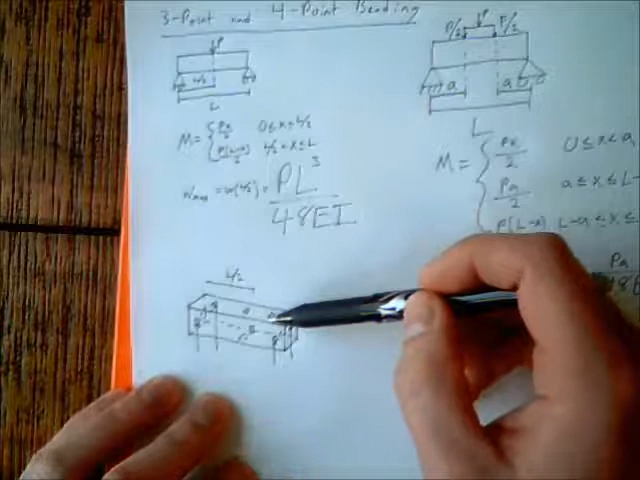 3-Point and 4-Point Bending
P
L/2
L
M = { Px/2 0≤x≤L/2
P(L-x)/2 L/2≤x≤L
= w(L/2) = PL³/48EI
P
P/2 P/2
a a
L
M = { Px/2 0≤x≤a
Pa/2 a≤x≤L-
P(L-x) L-a≤x≤
Pa
L/2